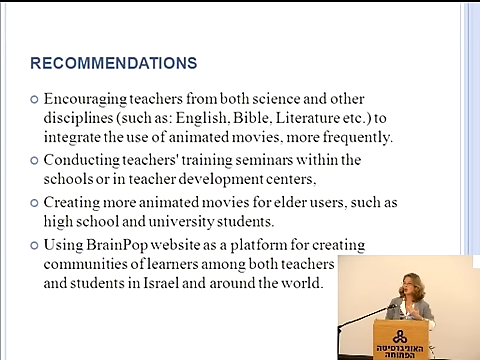 RECOMMENDATIONS
Encouraging teachers from both science and other
disciplines (such as: English, Bible, Literature etc.) to
integrate the use of animated movies, more frequently.
Conducting teachers' training seminars within the
schools or in teacher development centers,
Creating more animated movies for elder users, such as
high school and university students.
Using BrainPop website as a platform for creating
communities of learners among both teachers
and students in Israel and around the world.
האוניברסיטה
הפתוחה